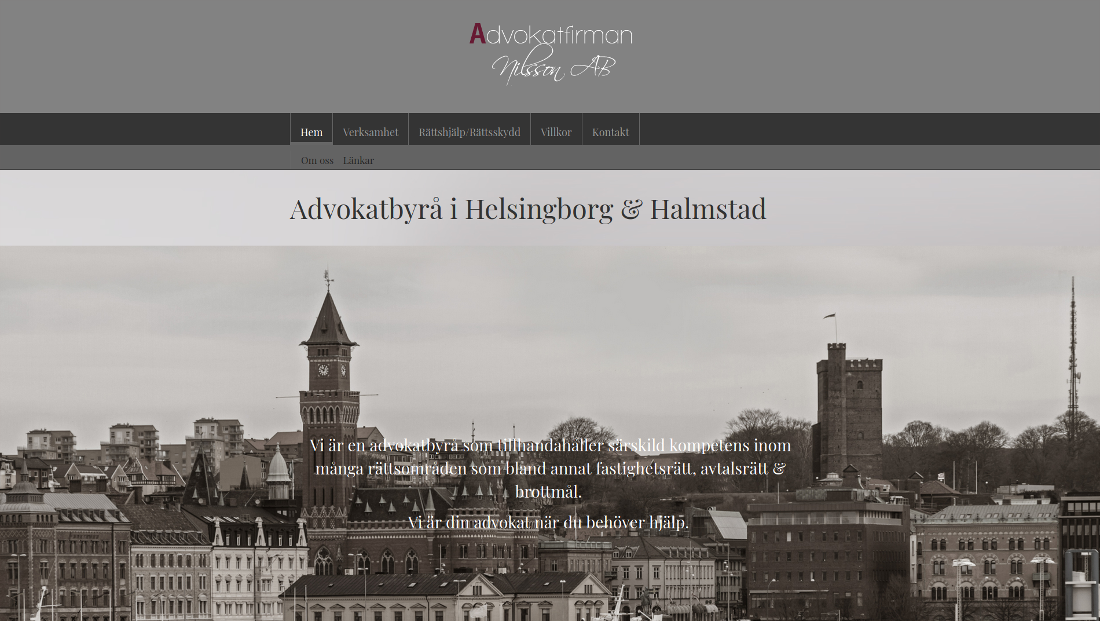 Advokatfirman
Nilsson AB
Hem Verksamhet Rättshjälp/Rättsskydd Villkor Kontakt
Om oss Länkar
Advokatbyrå i Helsingborg & Halmstad
Vi är en advokatbyrå som tillhandahåller särskild kompetens inom
många rättsområden som bland annat fastighetsrätt, avtalsrätt &
brottmål.
Vi är din advokat när du behöver hjälp.